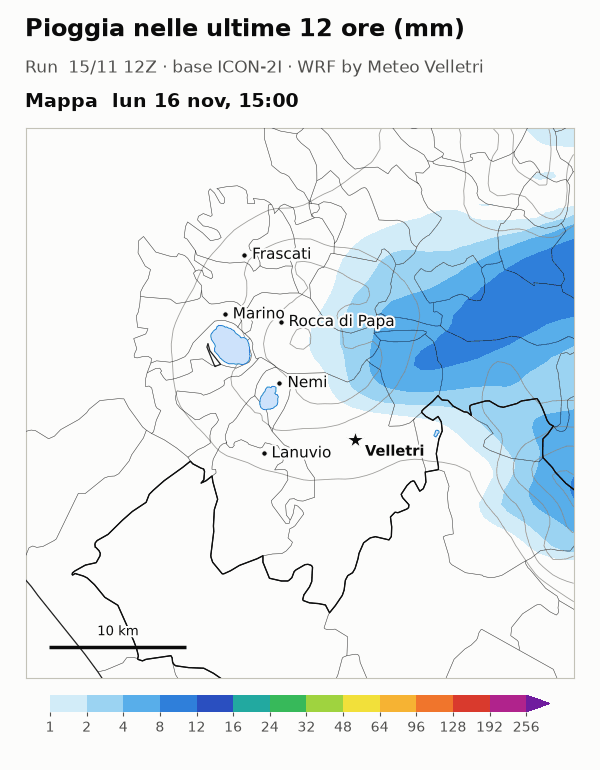 Pioggia nelle ultime 12 ore (mm)
Run 15/11 12Z · base ICON-2I · WRF by Meteo Velletri
Mappa lun 16 nov, 15:00
Frascati
Marino
Rocca di Papa
Nemi
Velletri
Lanuvio
10 km
1 2 4 8 12 16 24 32 48 64 96 128 192 256